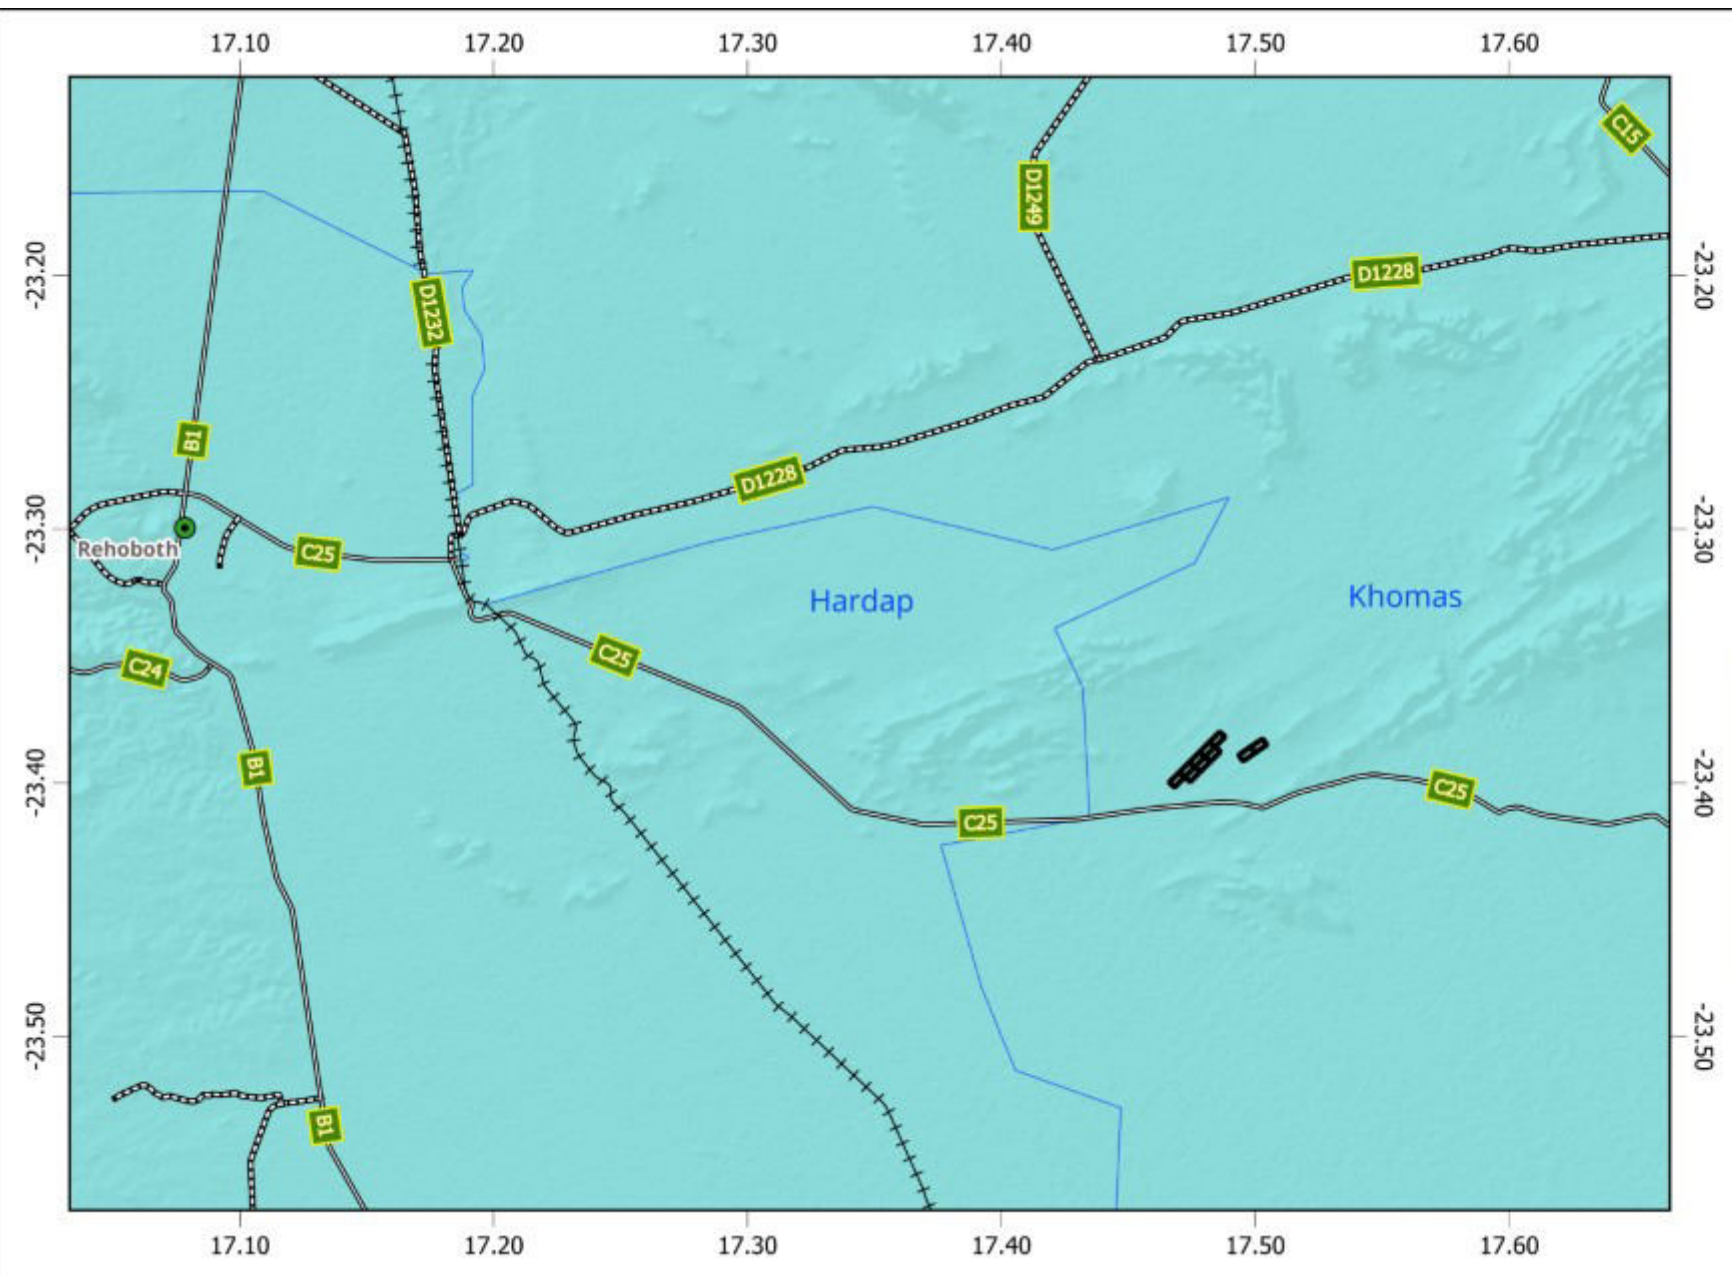 17.10 17.20 17.30 17.40 17.50 17.60
C15
D1249
-23.20 D1232 D1228 -23.20
B1
D1228
-23.30 -23.30
Rehoboth C25
Hardap Khomas
C24 C25
B1
-23.40 C25 C25 -23.40
-23.50 -23.50
B1
17.10 17.20 17.30 17.40 17.50 17.60